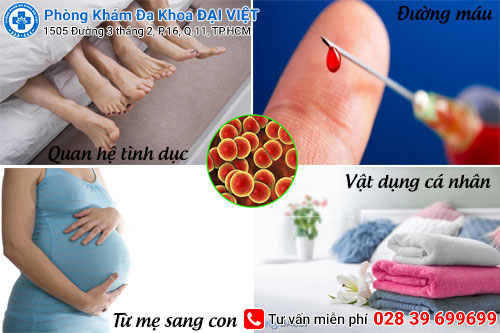 Phòng Khám Đa Khoa ĐẠI VIỆT
1505 Đường 3 tháng 2, P.16, Q.11, TP.HCM
Đường máu
Quan hệ tình dục
Vật dụng cá nhân
Từ mẹ sang con
Tư vấn miễn phí 028 39 699699